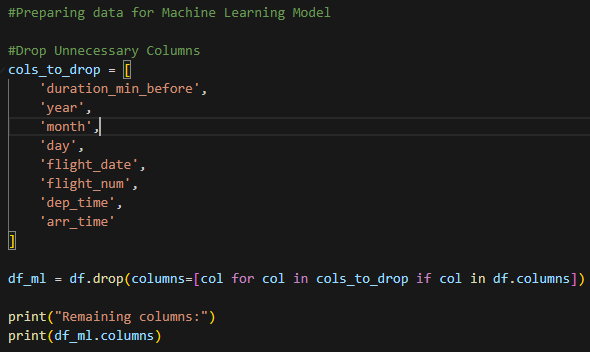 #Preparing data for Machine Learning Model
#Drop Unnecessary Columns
cols_to_drop = [
    'duration_min_before',
    'year',
    'month',
    'day',
    'flight_date',
    'flight_num',
    'dep_time',
    'arr_time'
]
df_ml = df.drop(columns=[col for col in cols_to_drop if col in df.columns])
print("Remaining columns:")
print(df_ml.columns)